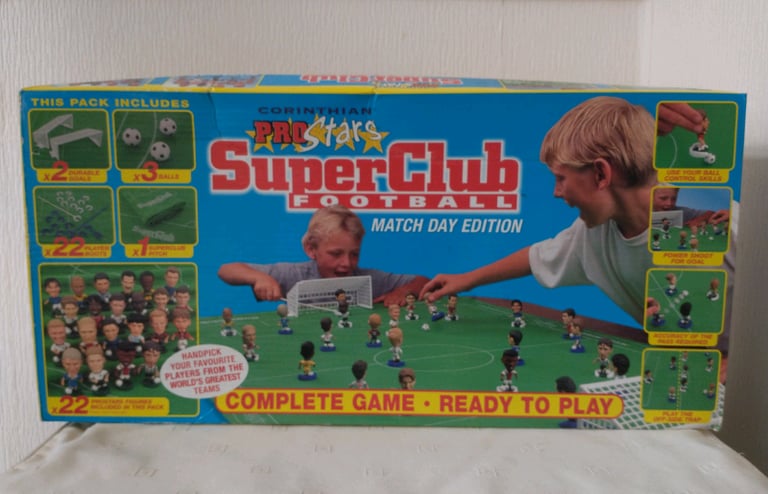 SuperClub
THIS PACK INCLUDES
x2 DURABLE GOALS
x3 BALLS
x22 PLAYER BOOTS
x1 SUPERCLUB PITCH
x22 PROSTARS FIGURES INCLUDED IN THIS PACK
CORINTHIAN
PROStars
SuperClub
FOOTBALL
MATCH DAY EDITION
HANDPICK
YOUR FAVOURITE
PLAYERS FROM THE
WORLD'S GREATEST
TEAMS
COMPLETE GAME · READY TO PLAY
USE YOUR BALL
CONTROL SKILLS
POWER SHOOT
FOR GOAL
ACCURACY OF THE
PASS REQUIRED
PLAY THE
OFF-SIDE TRAP